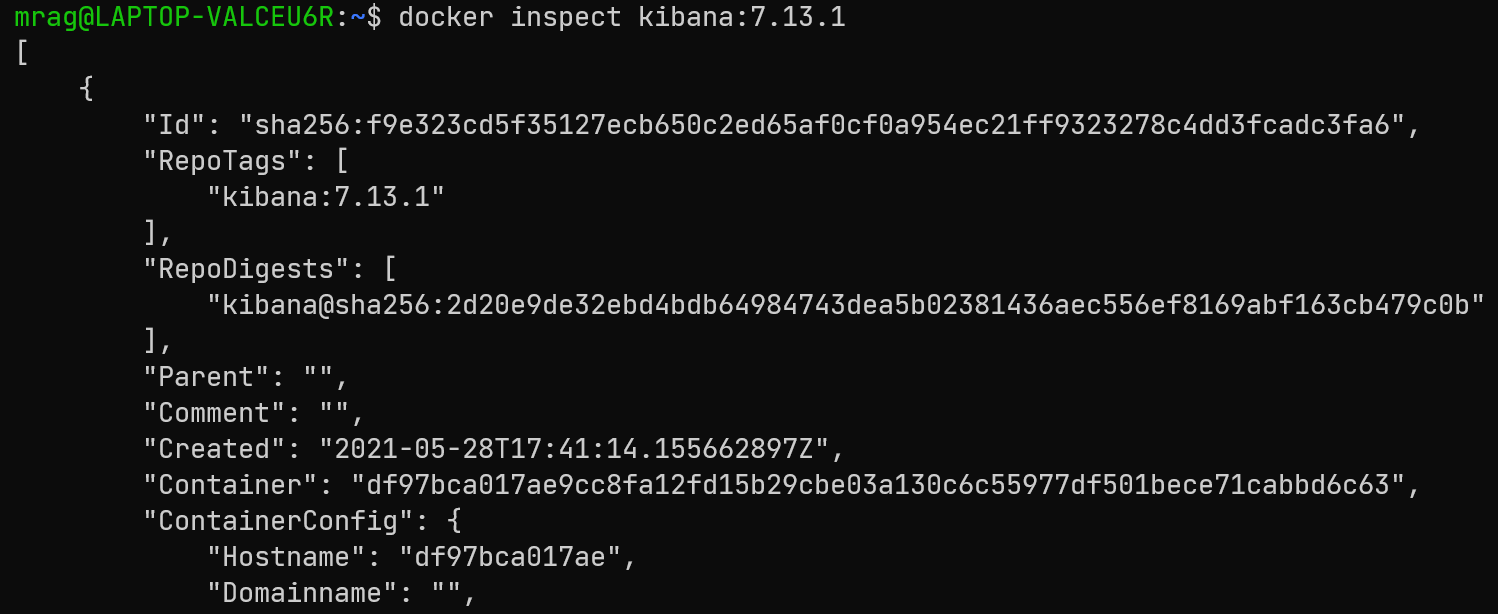 mrag@LAPTOP-VALCEU6R:~$ docker inspect kibana:7.13.1
[
    {
        "Id": "sha256:f9e323cd5f35127ecb650c2ed65af0cf0a954ec21ff9323278c4dd3fcadc3fa6",
        "RepoTags": [
            "kibana:7.13.1"
        ],
        "RepoDigests": [
            "kibana@sha256:2d20e9de32ebd4bdb64984743dea5b02381436aec556ef8169abf163cb479c0b"
        ],
        "Parent": "",
        "Comment": "",
        "Created": "2021-05-28T17:41:14.155662897Z",
        "Container": "df97bca017ae9cc8fa12fd15b29cbe03a130c6c55977df501bece71cabbd6c63",
        "ContainerConfig": {
            "Hostname": "df97bca017ae",
            "Domainname": "",